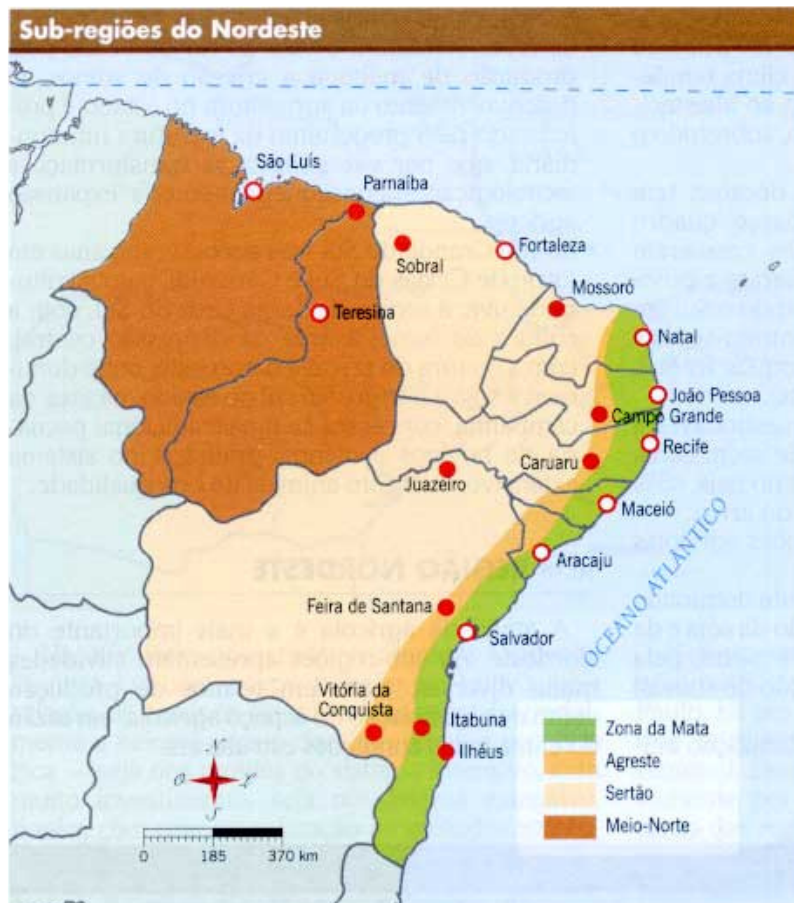 Sub-regiões do Nordeste
São Luís
Parnaíba
Sobral
Fortaleza
Teresina
Mossoró
Natal
João Pessoa
Campo Grande
Recife
Caruaru
Juazeiro
Maceió
Aracaju
OCEANO ATLÂNTICO
Feira de Santana
Salvador
Vitória da
Conquista
Itabuna
Ilhéus
Zona da Mata
Agreste
Sertão
Meio-Norte
0 185 370 km